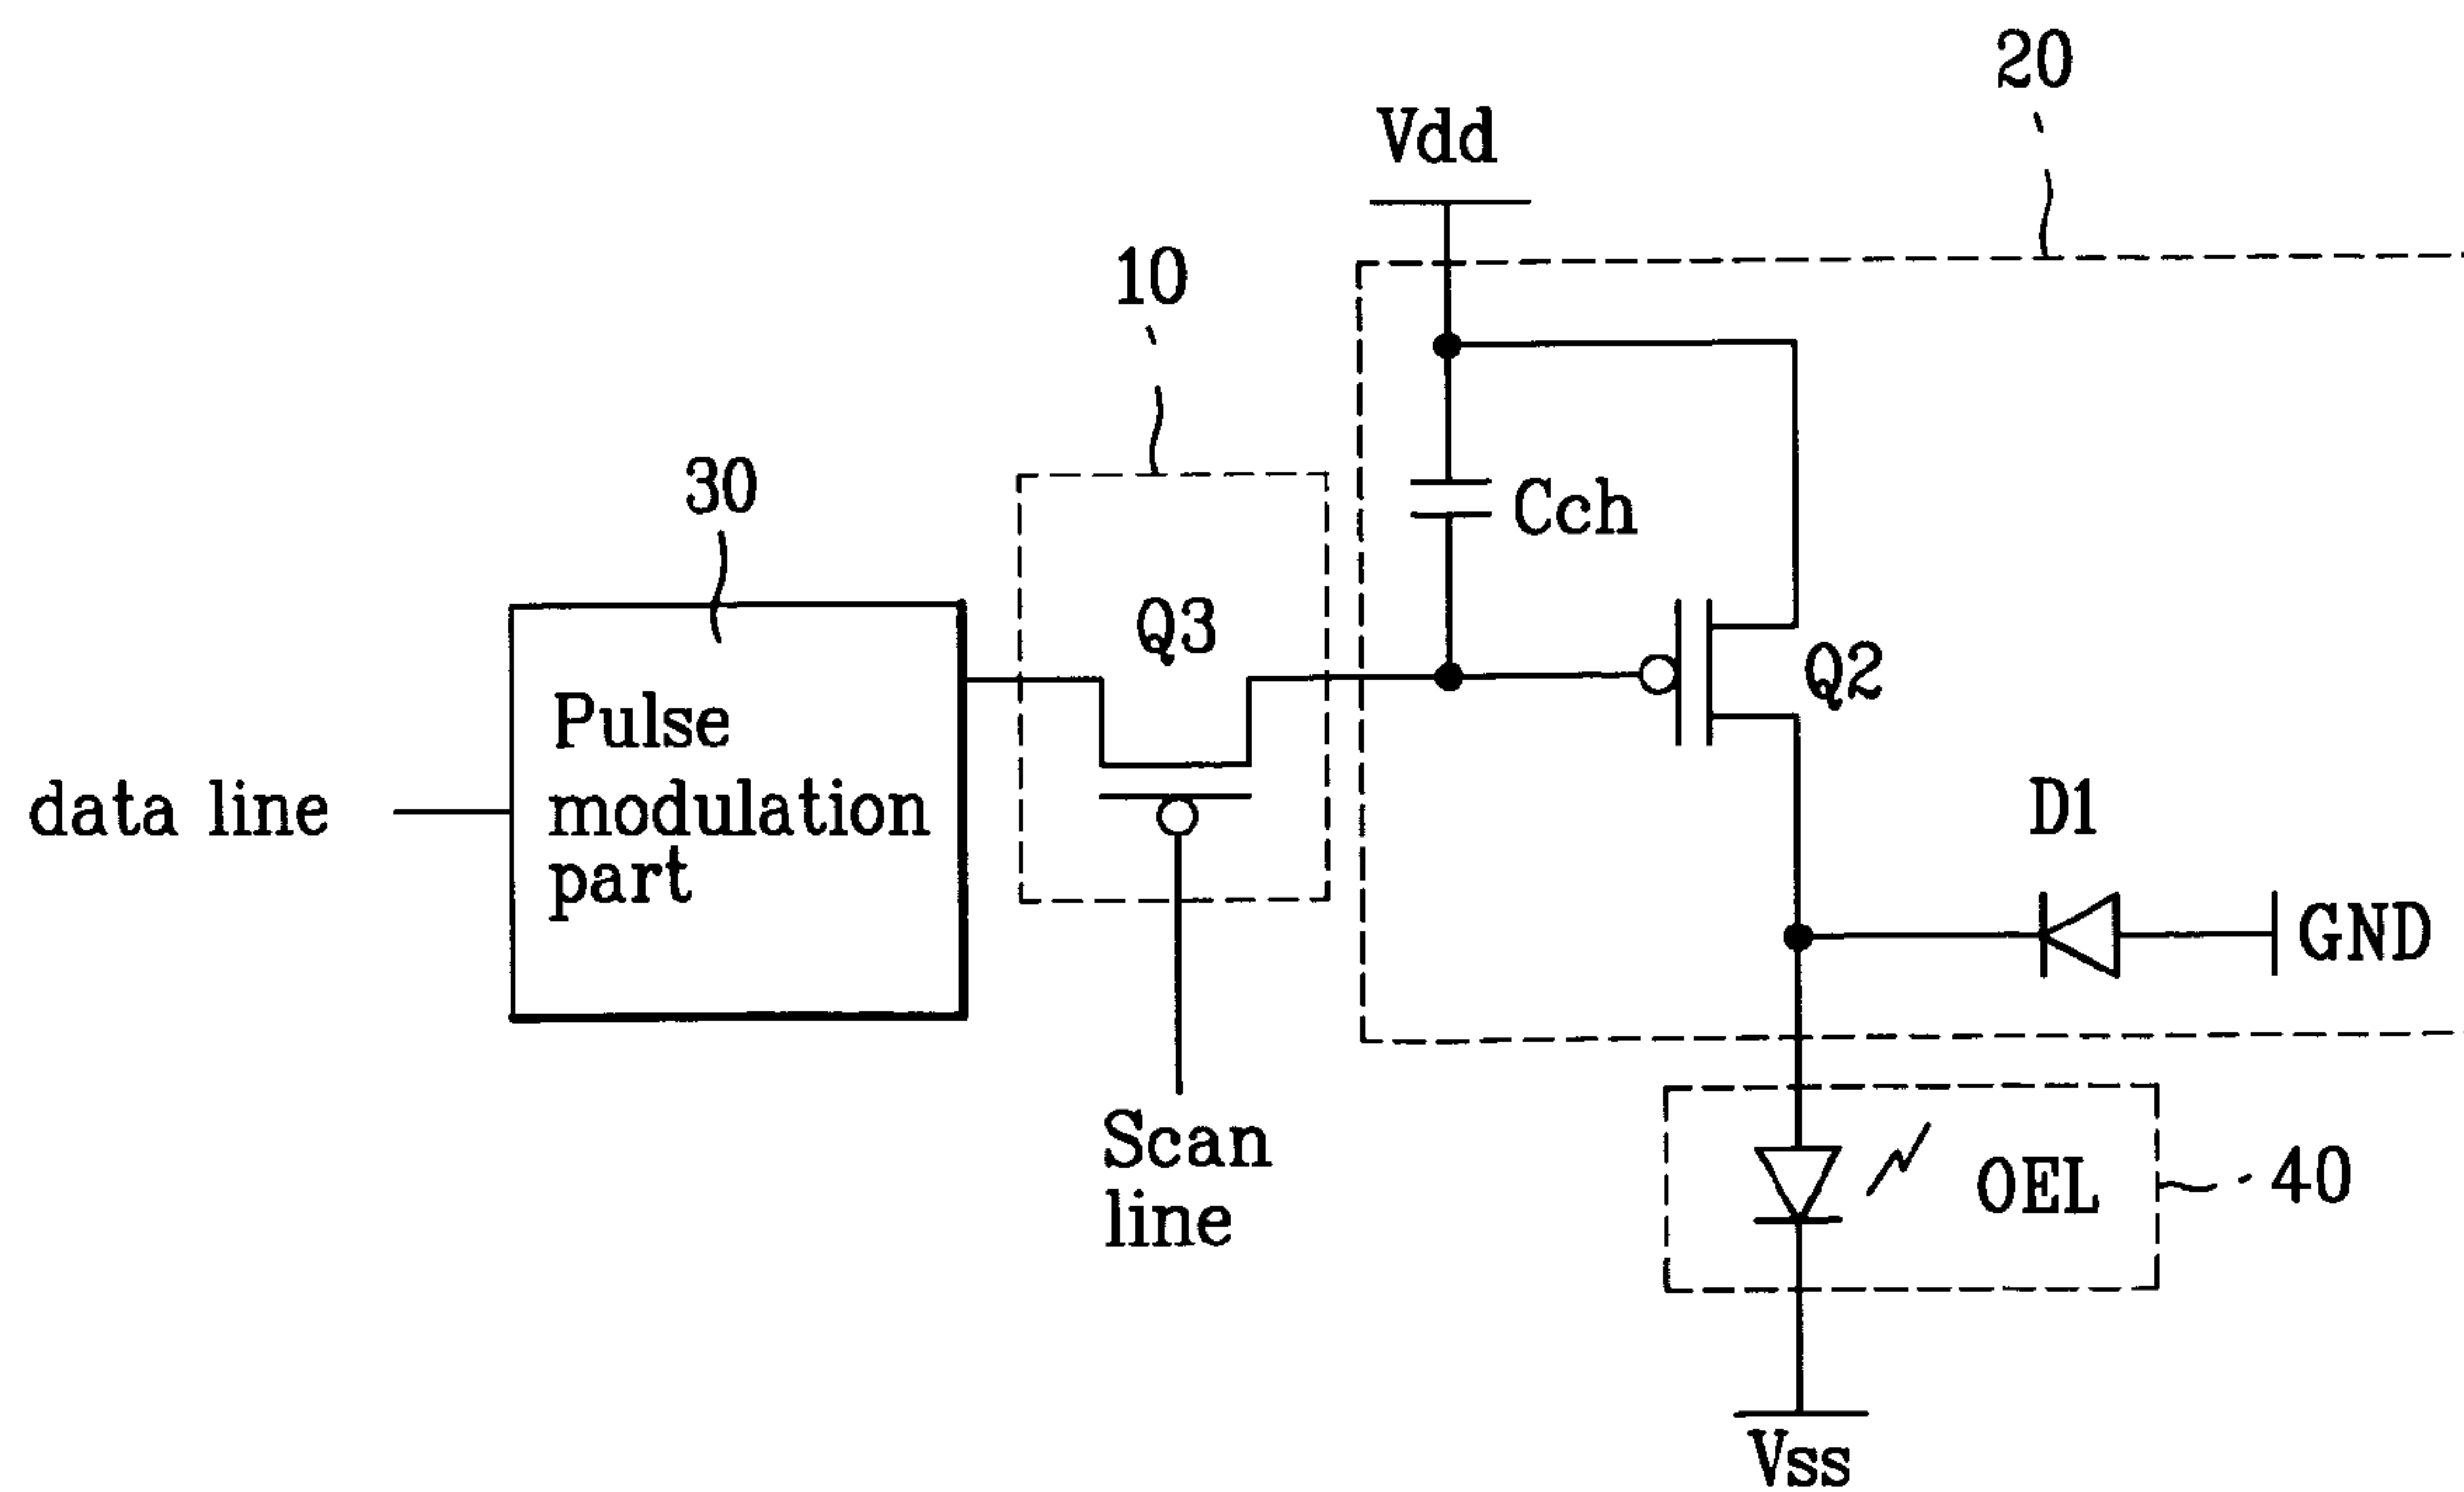 20
Vdd
10
30
Cch
Q3
Q2
Pulse
modulation
part
data line
D1
GND
Scan
line
OEL
40
Vss